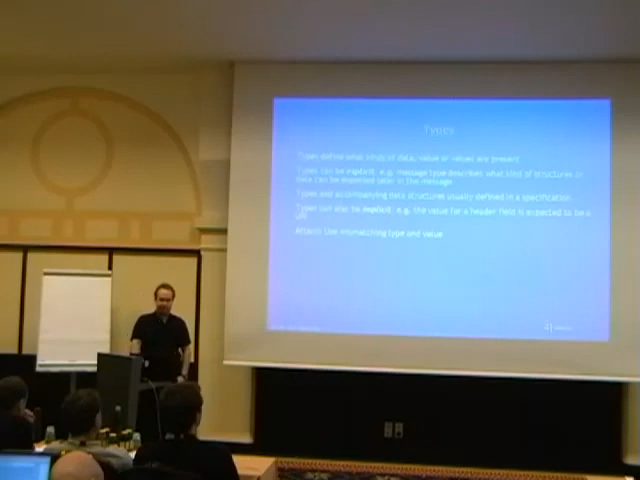 Types
Types define what kinds of data, value or values are present
Types can be explicit: e.g. message type describes what kind of structures or
data can be expected later in the message
Types and accompanying data structures usually defined in a specification
Types can also be implicit: e.g. the value for a header field is expected to be a
Attacks use mismatching type and value